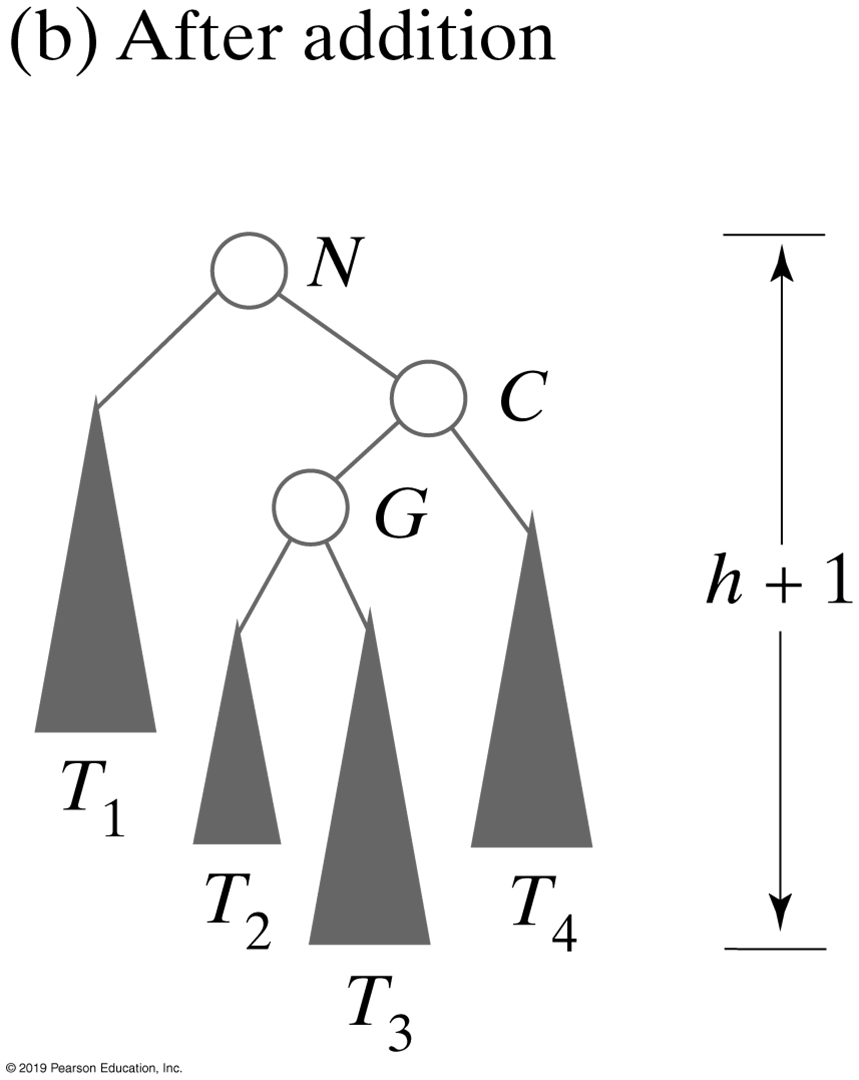 (b) After addition
N
C
G
h + 1
T1
T2
T4
T3
© 2019 Pearson Education, Inc.